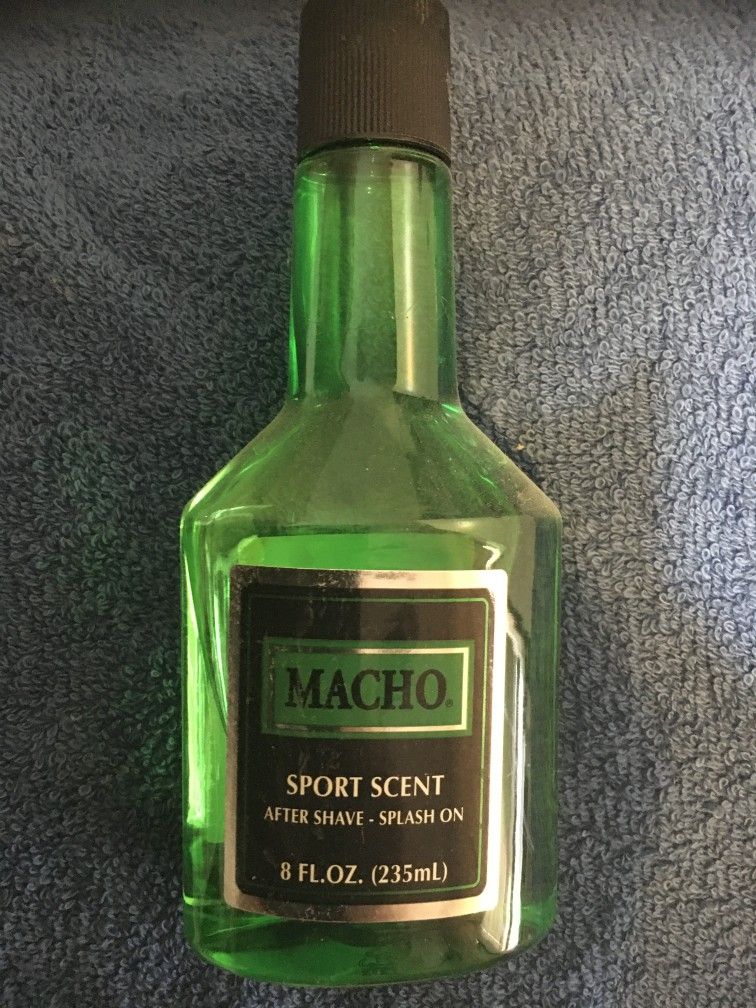 MACHO®
SPORT SCENT
AFTER SHAVE - SPLASH ON
8 FL.OZ. (235mL)